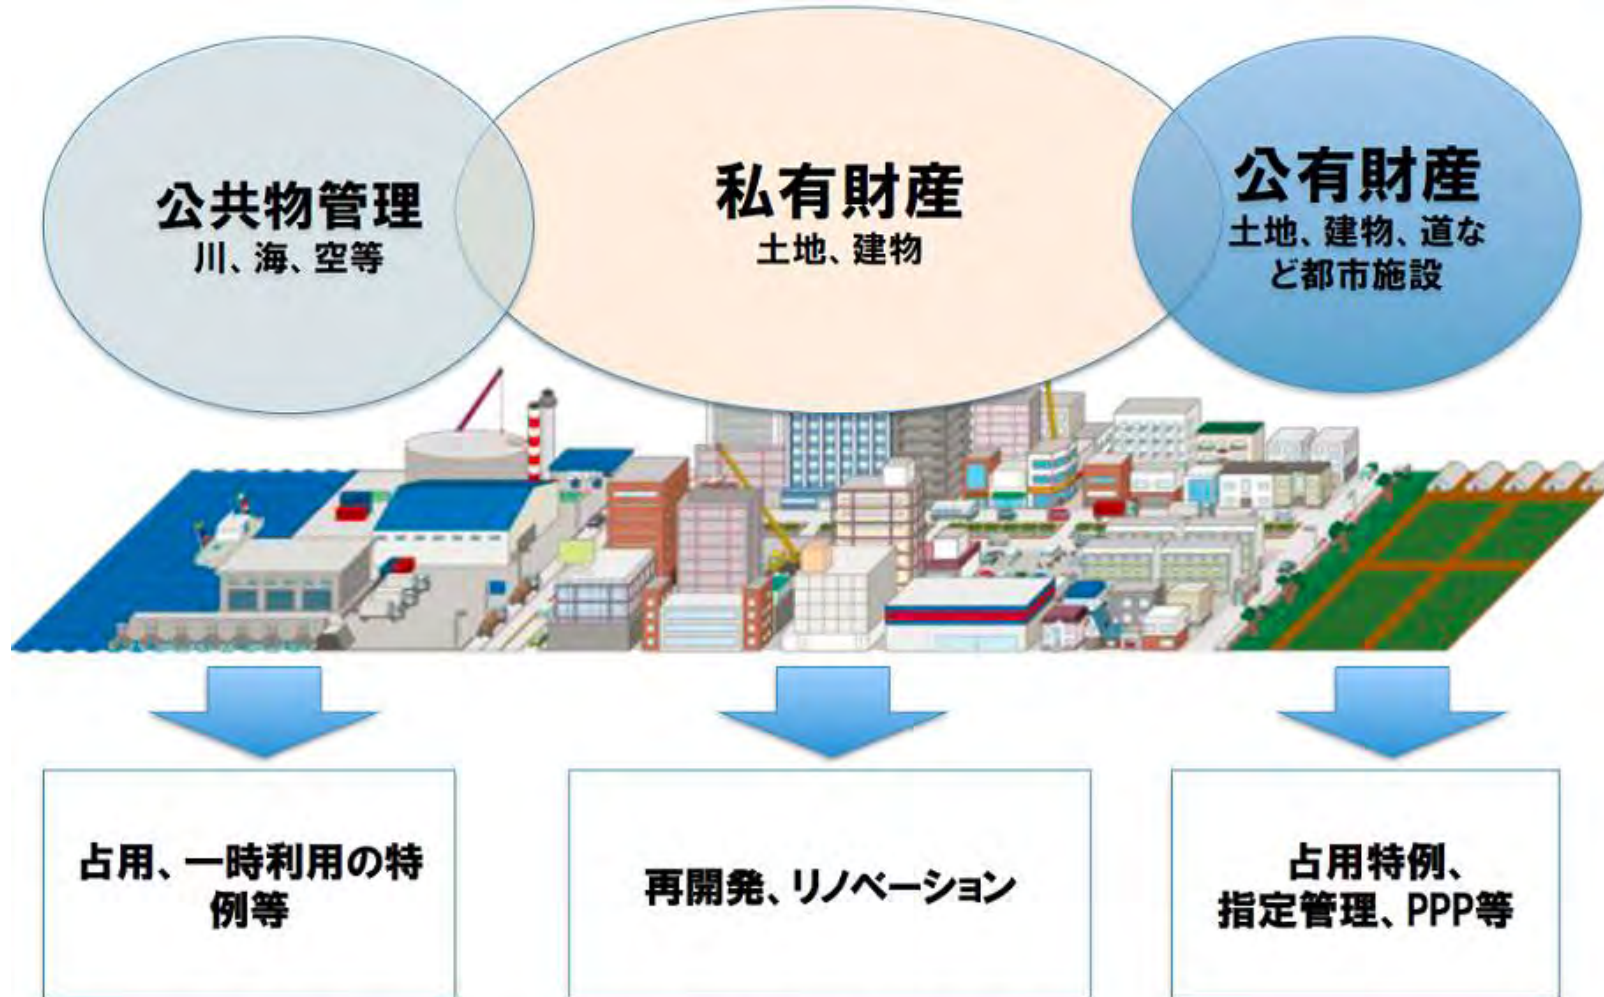 公共物管理
川、海、空等
私有財産
土地、建物
公有財産
土地、建物、道な
ど都市施設
占用、一時利用の特
例等
再開発、リノベーション
占用特例、
指定管理、PPP等